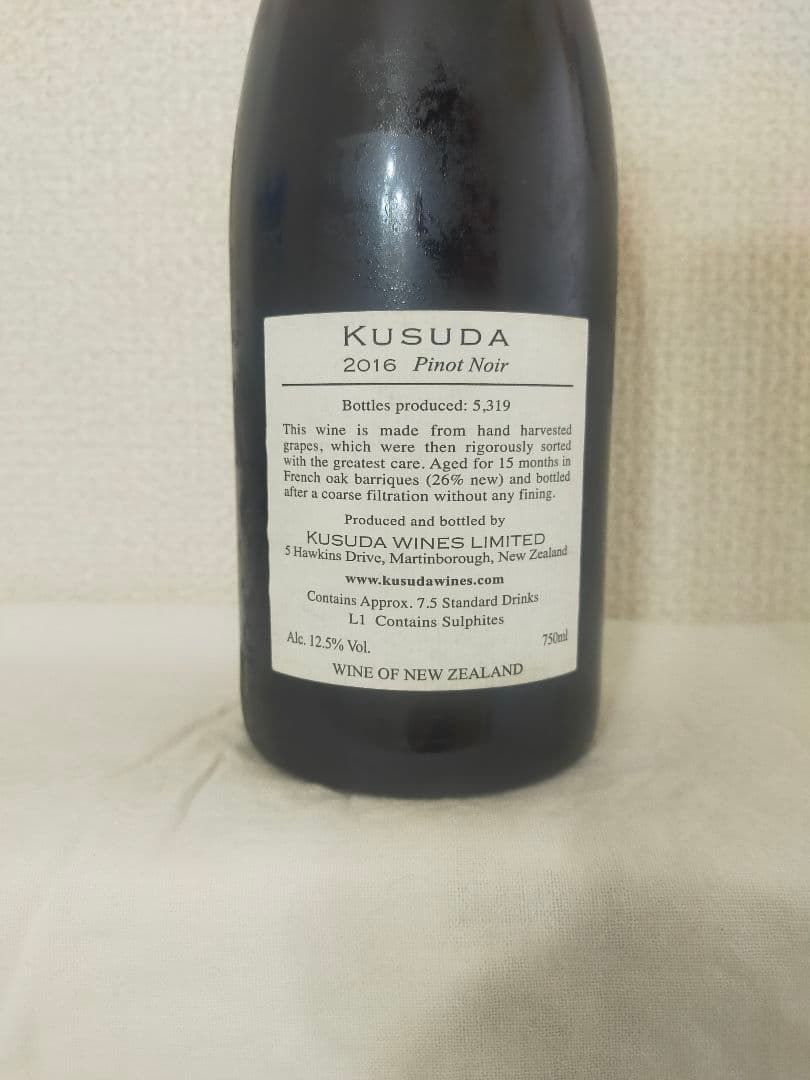 KUSUDA
2016 Pinot Noir
Bottles produced: 5,319
This wine is made from hand harvested
grapes, which were then rigorously sorted
with the greatest care. Aged for 15 months in
French oak barriques (26% new) and bottled
after a coarse filtration without any fining.
Produced and bottled by
KUSUDA WINES LIMITED
5 Hawkins Drive, Martinborough, New Zealand
www.kusudawines.com
Contains Approx. 7.5 Standard Drinks
L1 Contains Sulphites
Alc. 12.5% Vol. 750ml
WINE OF NEW ZEALAND